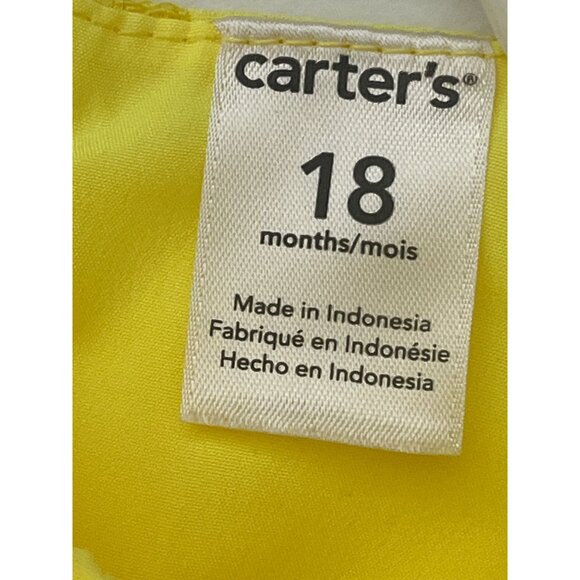 carter's®
18
months/mois
Made in Indonesia
Fabriqué en Indonésie
Hecho en Indonesia